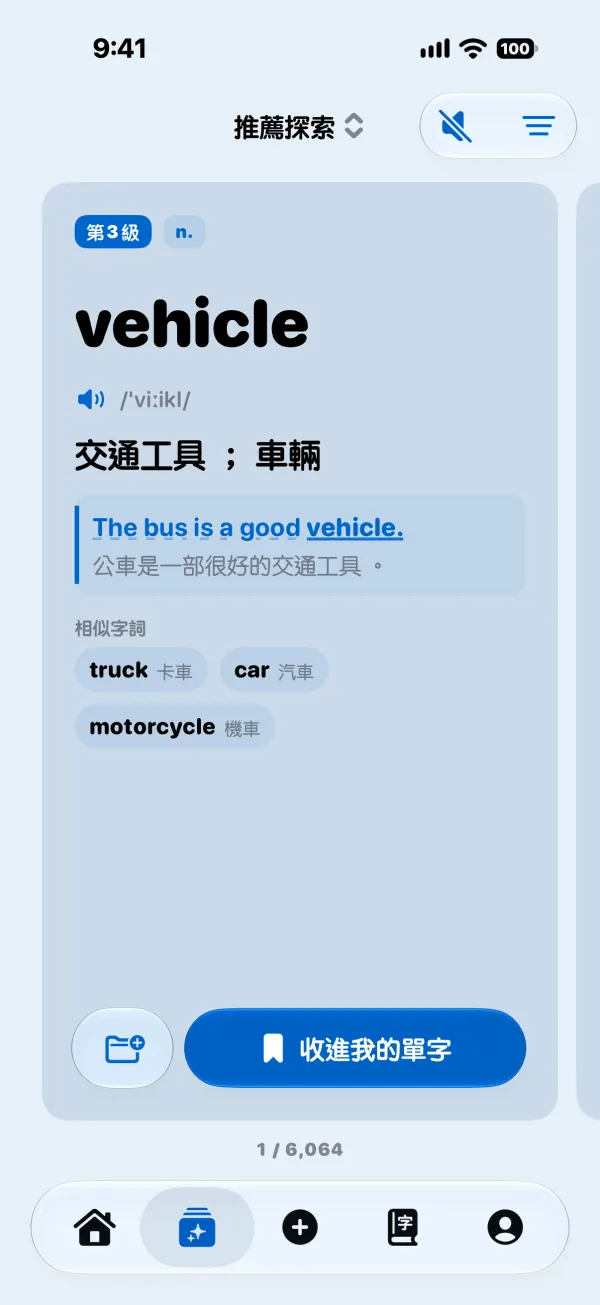 9:41
100
推薦探索
第3級 n.
vehicle
/ˈviːɪkl/
交通工具 ； 車輛
The bus is a good vehicle.
公車是一部很好的交通工具 。
相似字詞
truck 卡車 car 汽車
motorcycle 機車
收進我的單字
1 / 6,064
字